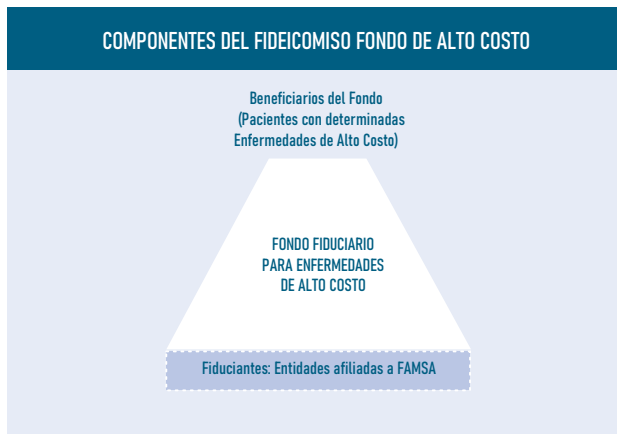 COMPONENTES DEL FIDEICOMISO FONDO DE ALTO COSTO
Beneficiarios del Fondo
(Pacientes con determinadas
Enfermedades de Alto Costo)
FONDO FIDUCIARIO
PARA ENFERMEDADES
DE ALTO COSTO
Fiduciantes: Entidades afiliadas a FAMSA